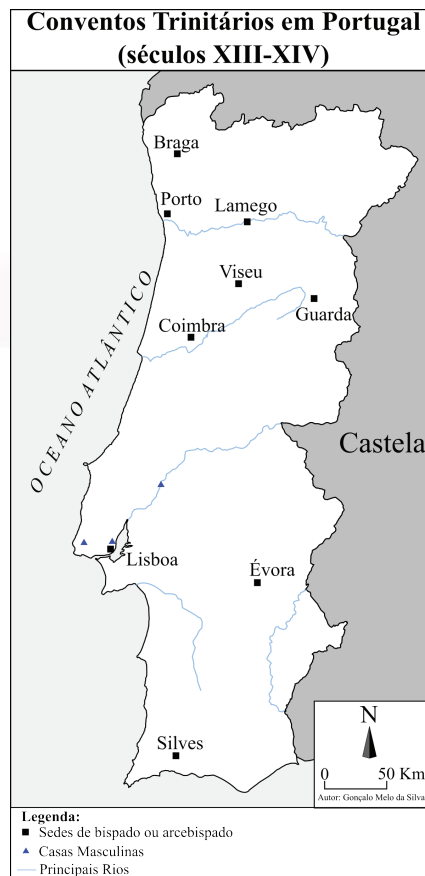 Conventos Trinitários em Portugal
(séculos XIII-XIV)
Braga
Porto
Lamego
Viseu
Guarda
Coimbra
OCEANO ATLÂNTICO
Castela
Lisboa
Évora
Silves
N
0 50 Km
Autor: Gonçalo Melo da Silva
Legenda:
Sedes de bispado ou arcebispado
Casas Masculinas
Principais Rios